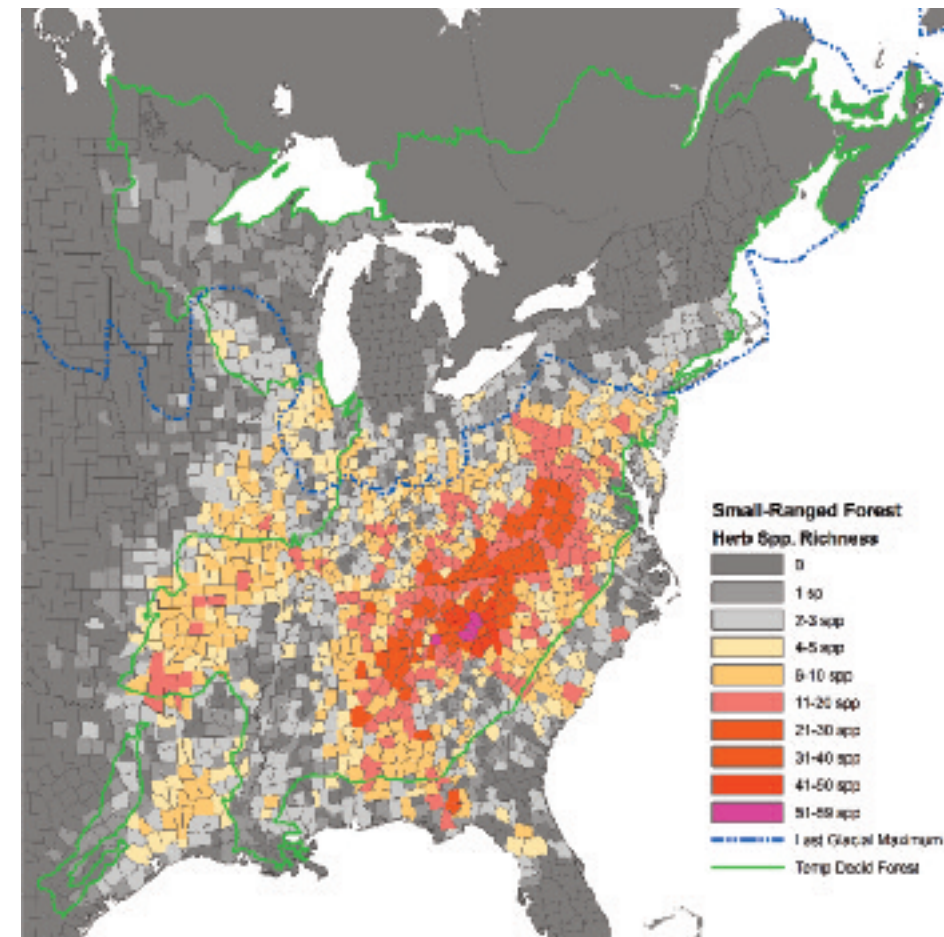 Small-Ranged Forest
Herb Spp. Richness
0
1 sp
2-3 spp
4-5 spp
6-10 spp
11-20 spp
21-30 spp
31-40 spp
41-50 spp
51-59 spp
Last Glacial Maximum
Temp Decid Forest